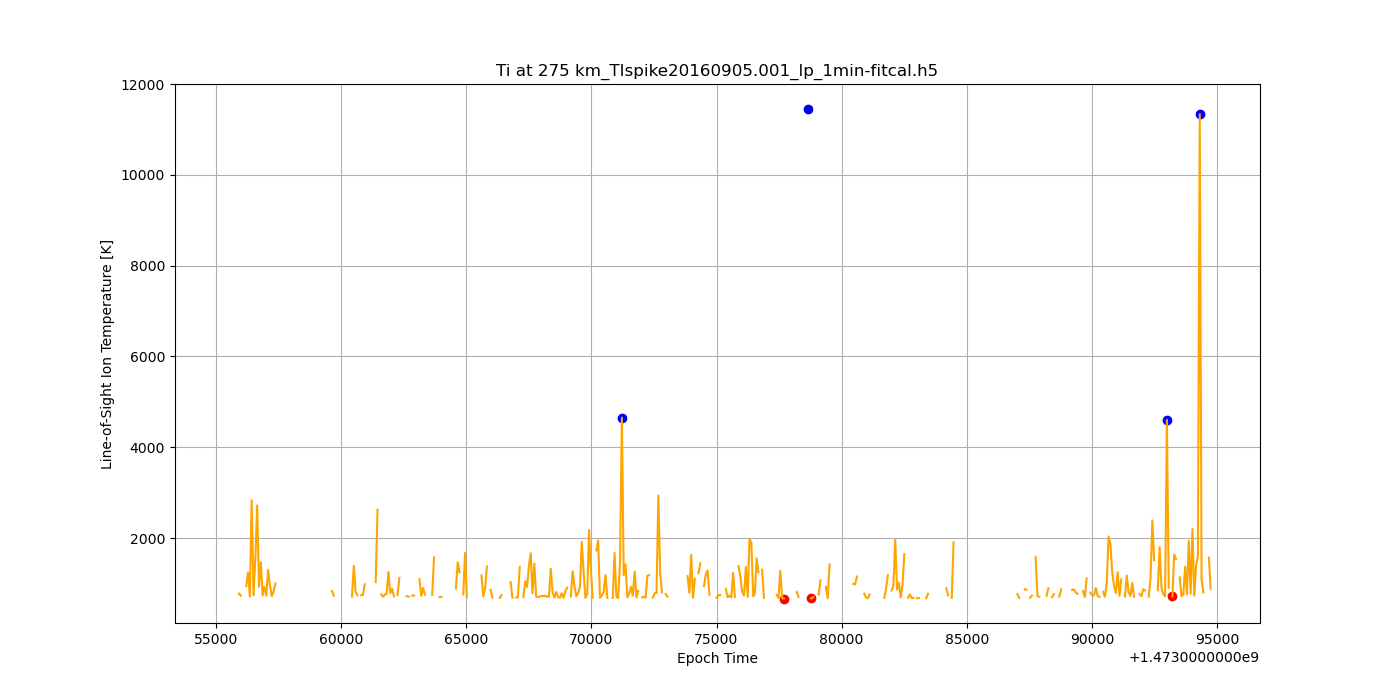 Ti at 275 km_TIspike20160905.001_lp_1min-fitcal.h5
12000
10000
8000
6000
4000
2000
Line-of-Sight Ion Temperature [K]
55000 60000 65000 70000 75000 80000 85000 90000 95000
Epoch Time
+1.4730000000e9